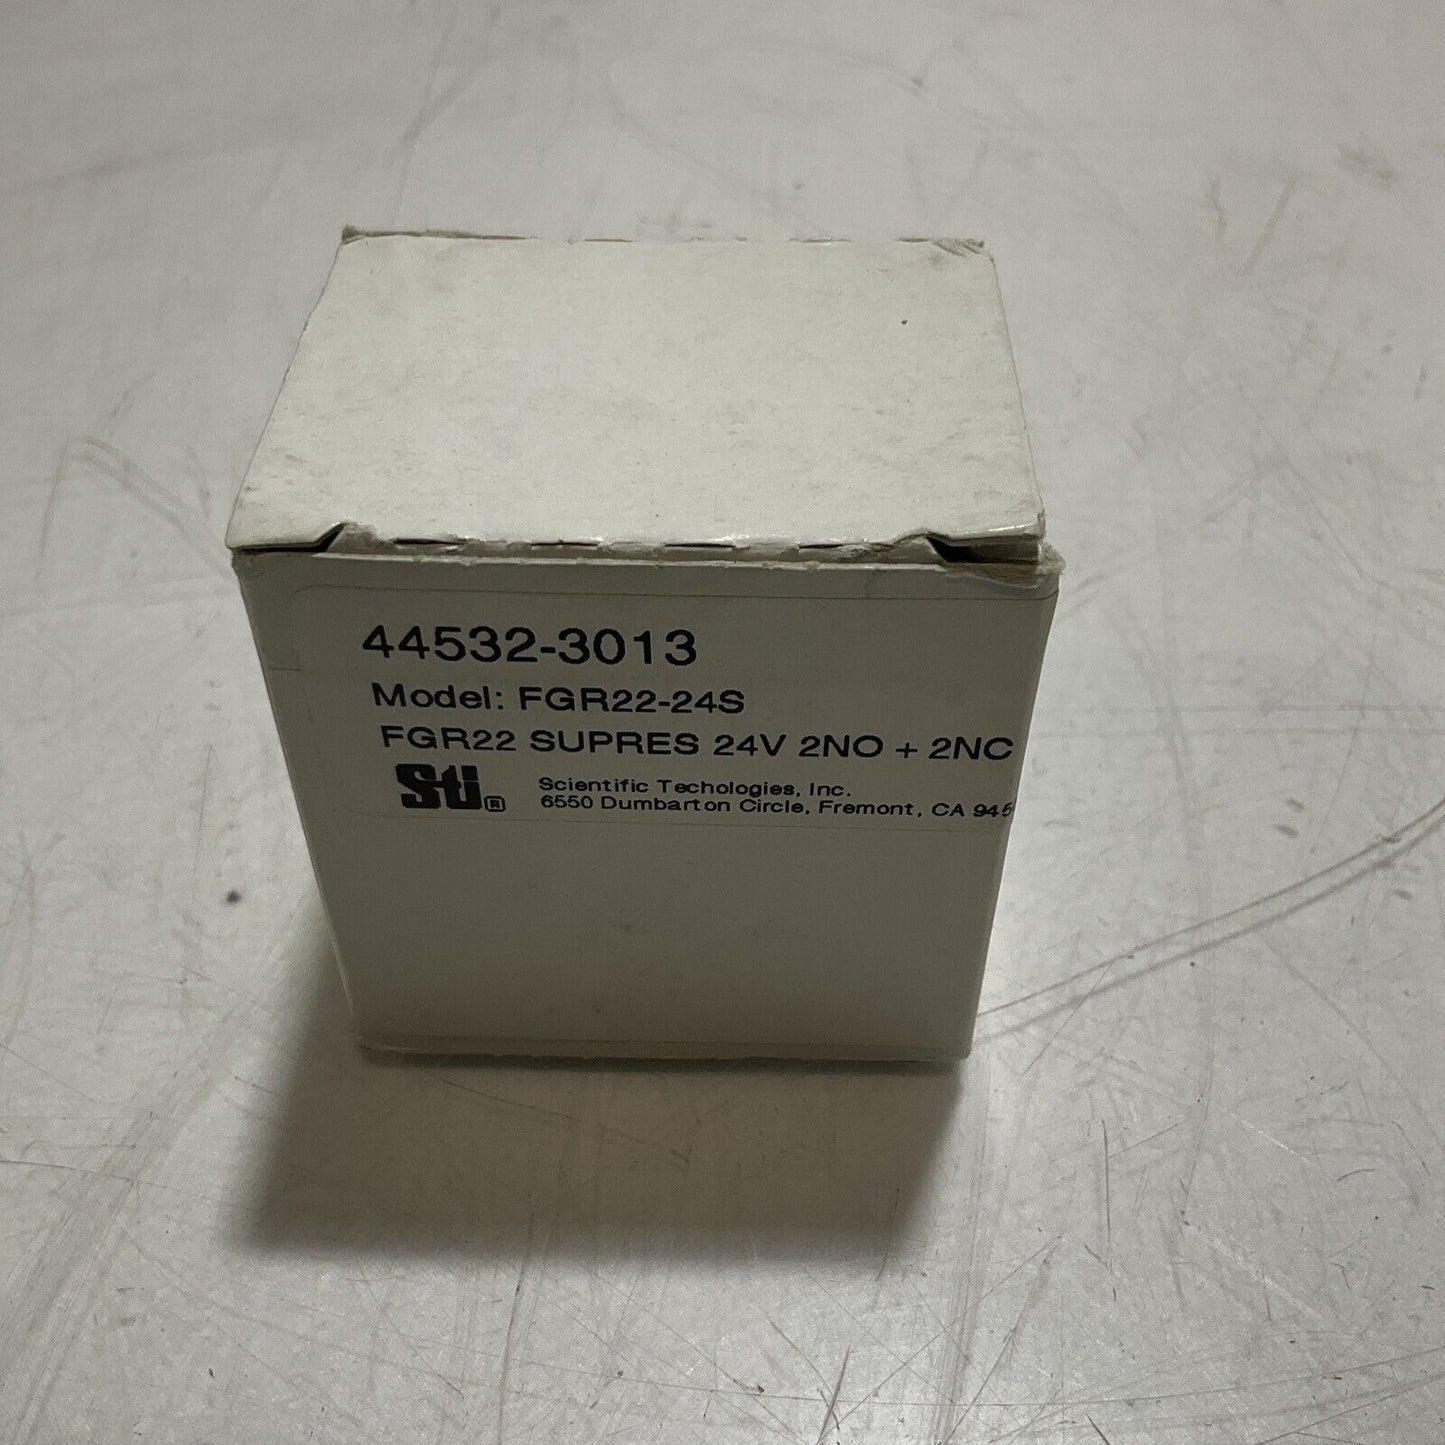 44532-3013
Model: FGR22-24S
FGR22 SUPRES 24V 2NO + 2NC
Sti ®
Scientific Techologies, Inc.
6550 Dumbarton Circle, Fremont, CA 945